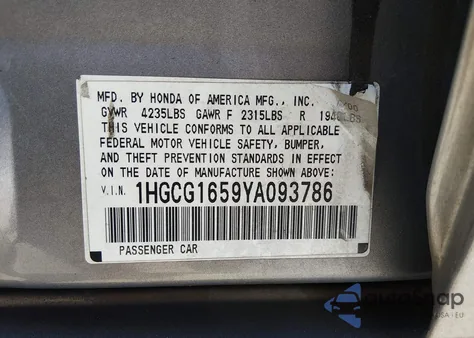 MFD. BY HONDA OF AMERICA MFG., INC.
GVWR 4235LBS GAWR F 2315LBS R LBS
THIS VEHICLE CONFORMS TO ALL APPLICABLE
FEDERAL MOTOR VEHICLE SAFETY, BUMPER,
AND THEFT PREVENTION STANDARDS IN EFFECT
ON THE DATE OF MANUFACTURE SHOWN ABOVE:
V.I.N. 1HGCG1659YA093786
PASSENGER CAR